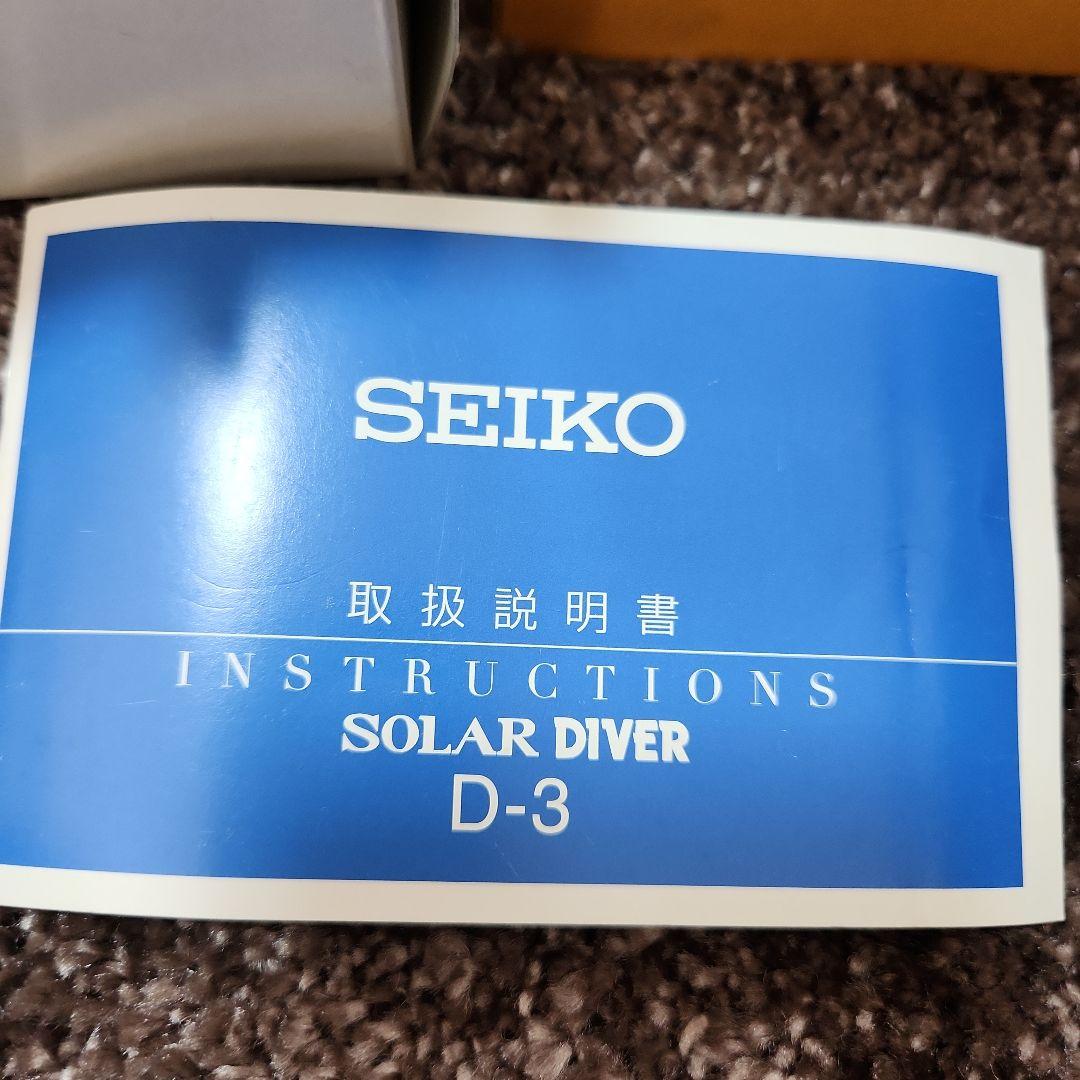 SEIKO
取扱説明書
INSTRUCTIONS
SOLAR DIVER
D-3